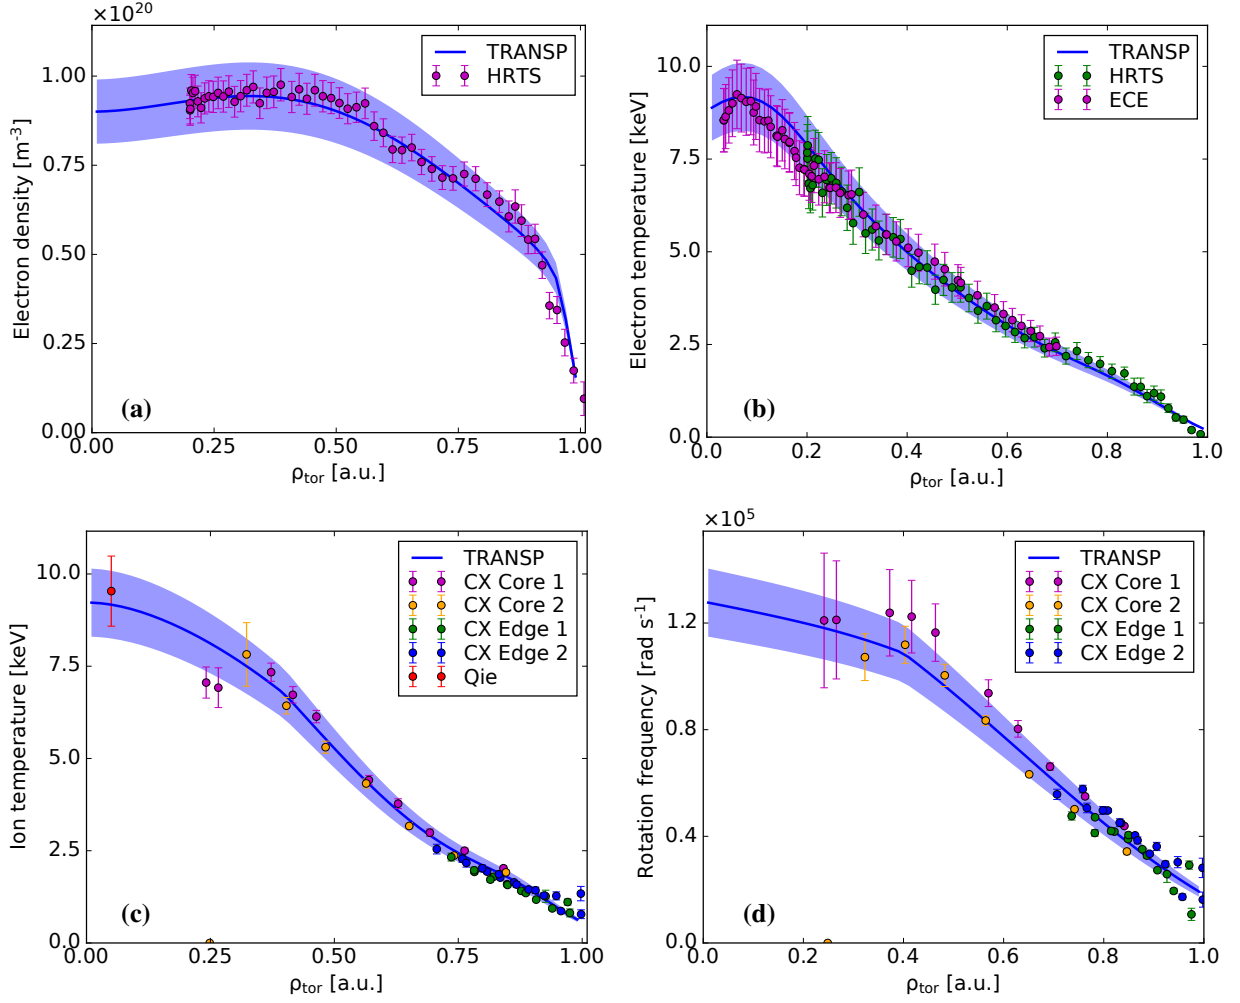 ×10²⁰
1.00
0.75
0.50
0.25
0.00
Electron density [m⁻³]
TRANSP
HRTS
(a)
0.00 0.25 0.50 0.75 1.00
ρtor [a.u.]
10.0
7.5
5.0
2.5
0.0
Electron temperature [keV]
TRANSP
HRTS
ECE
(b)
0.0 0.2 0.4 0.6 0.8 1.0
ρtor [a.u.]
10.0
7.5
5.0
2.5
0.0
Ion temperature [keV]
TRANSP
CX Core 1
CX Core 2
CX Edge 1
CX Edge 2
Qie
(c)
0.00 0.25 0.50 0.75 1.00
ρtor [a.u.]
×10⁵
1.2
0.8
0.4
0.0
Rotation frequency [rad s⁻¹]
TRANSP
CX Core 1
CX Core 2
CX Edge 1
CX Edge 2
(d)
0.0 0.2 0.4 0.6 0.8 1.0
ρtor [a.u.]